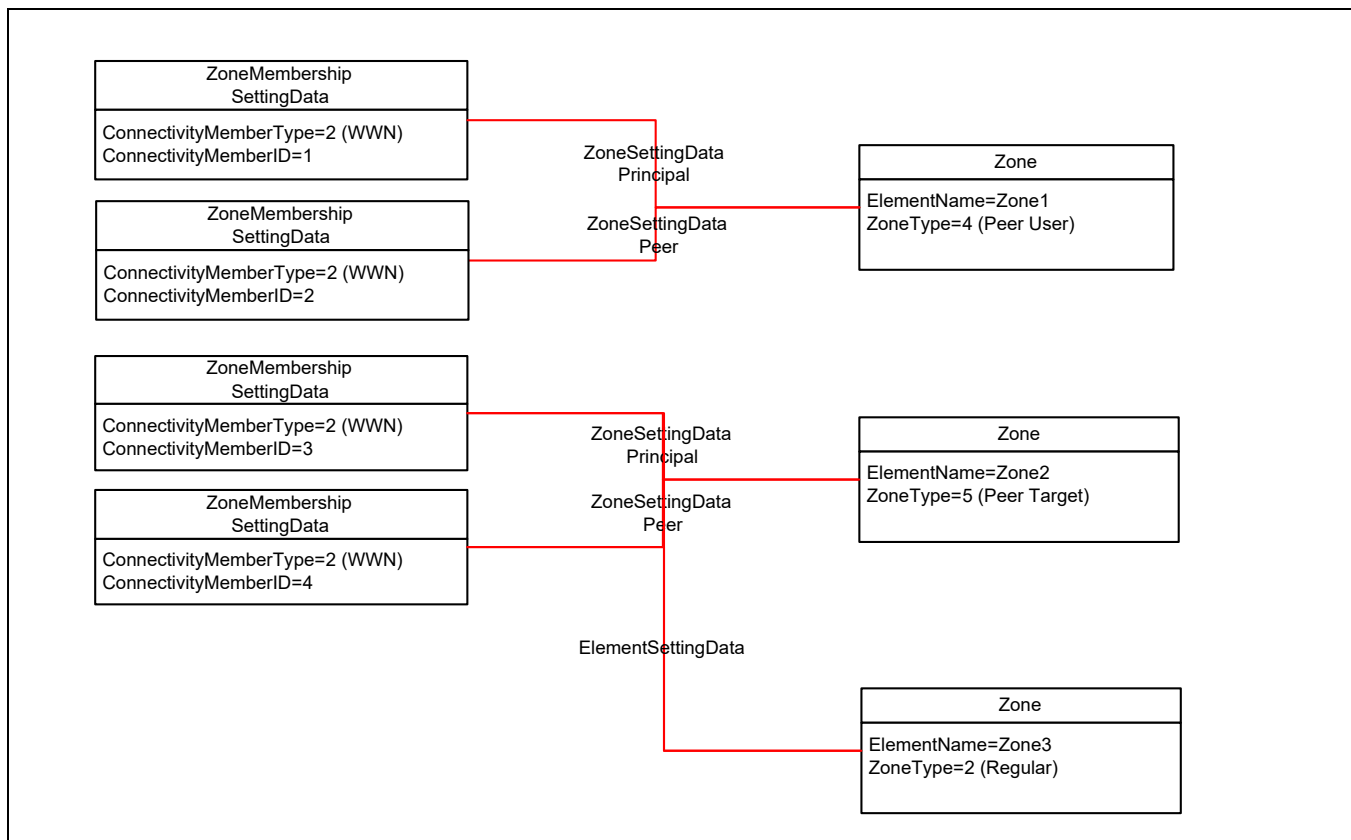 ZoneMembership
SettingData
ConnectivityMemberType=2 (WWN)
ConnectivityMemberID=1
ZoneMembership
SettingData
ConnectivityMemberType=2 (WWN)
ConnectivityMemberID=2
ZoneSettingData
Principal
ZoneSettingData
Peer
Zone
ElementName=Zone1
ZoneType=4 (Peer User)
ZoneMembership
SettingData
ConnectivityMemberType=2 (WWN)
ConnectivityMemberID=3
ZoneMembership
SettingData
ConnectivityMemberType=2 (WWN)
ConnectivityMemberID=4
ZoneSettingData
Principal
ZoneSettingData
Peer
Zone
ElementName=Zone2
ZoneType=5 (Peer Target)
ElementSettingData
Zone
ElementName=Zone3
ZoneType=2 (Regular)